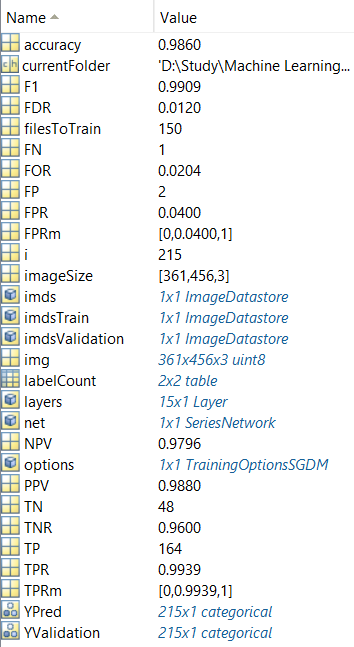 Name Value
accuracy 0.9860
currentFolder 'D:\Study\Machine Learning...
F1 0.9909
FDR 0.0120
filesToTrain 150
FN 1
FOR 0.0204
FP 2
FPR 0.0400
FPRm [0,0.0400,1]
i 215
imageSize [361,456,3]
imds 1x1 ImageDatastore
imdsTrain 1x1 ImageDatastore
imdsValidation 1x1 ImageDatastore
img 361x456x3 uint8
labelCount 2x2 table
layers 15x1 Layer
net 1x1 SeriesNetwork
NPV 0.9796
options 1x1 TrainingOptionsSGDM
PPV 0.9880
TN 48
TNR 0.9600
TP 164
TPR 0.9939
TPRm [0,0.9939,1]
YPred 215x1 categorical
YValidation 215x1 categorical